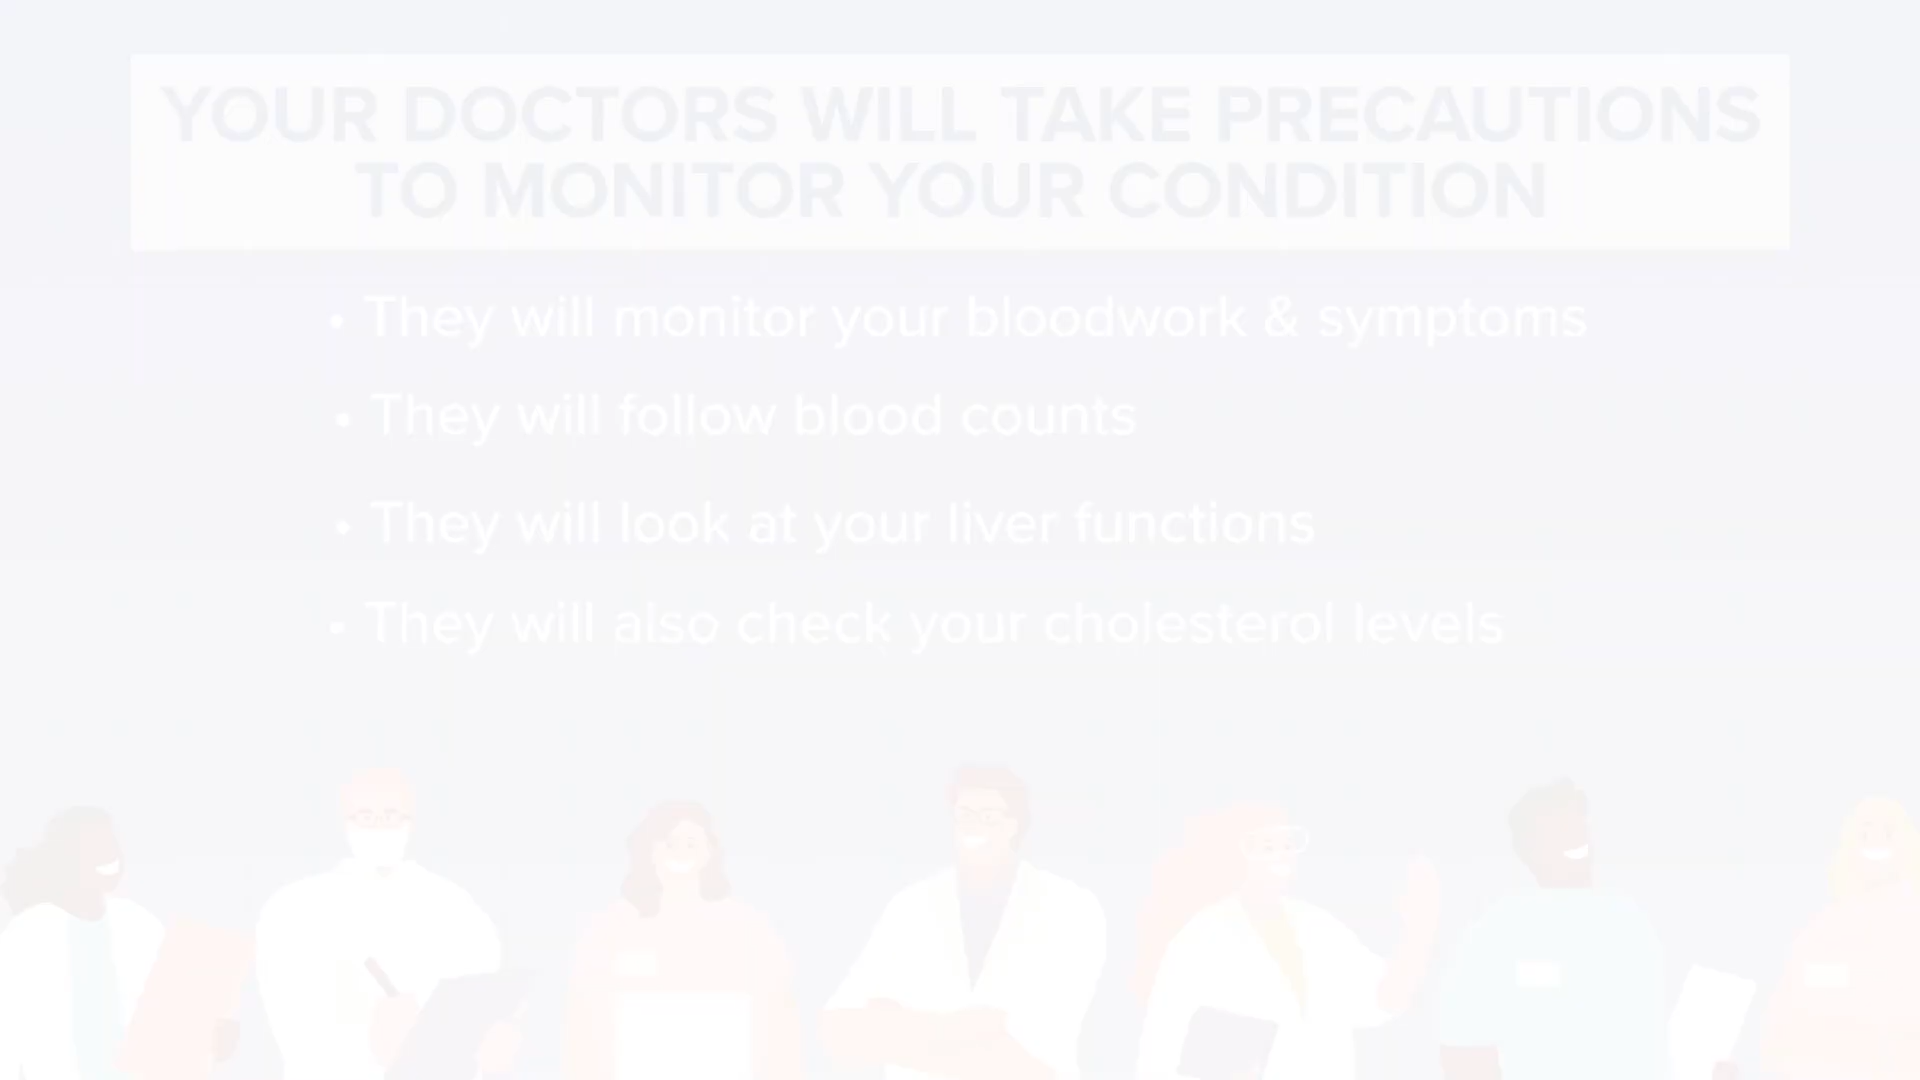 YOUR DOCTORS WILL TAKE PRECAUTIONS
TO MONITOR YOUR CONDITION
• They will monitor your bloodwork & symptoms
• They will follow blood counts
• They will look at your liver functions
• They will also check your cholesterol levels